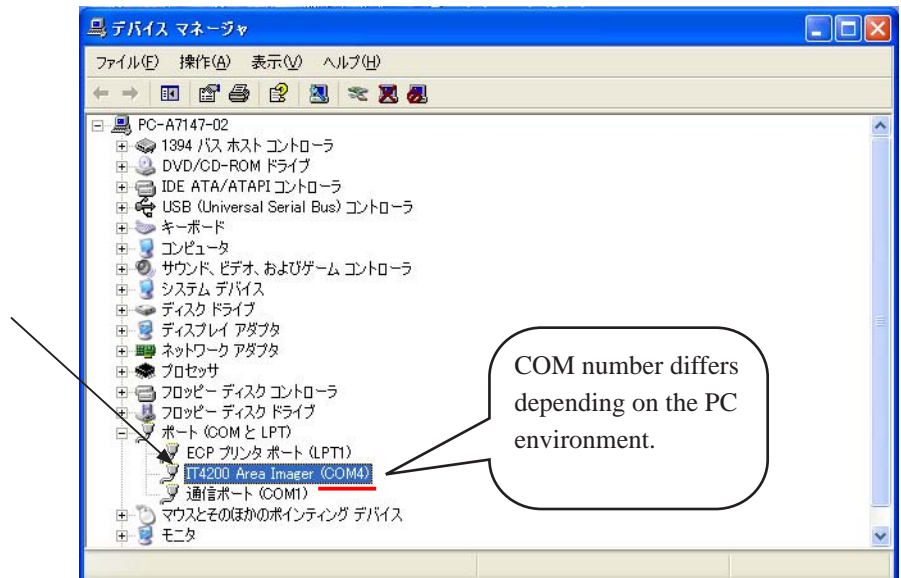 デバイス マネージャ
ファイル(F) 操作(A) 表示(V) ヘルプ(H)
PC-A7147-02
1394 バス ホスト コントローラ
DVD/CD-ROM ドライブ
IDE ATA/ATAPI コントローラ
USB (Universal Serial Bus) コントローラ
キーボード
コンピュータ
サウンド、ビデオ、およびゲーム コントローラ
システム デバイス
ディスク ドライブ
ディスプレイ アダプタ
ネットワーク アダプタ
プロセッサ
フロッピー ディスク コントローラ
フロッピー ディスク ドライブ
ポート (COM と LPT)
ECP プリンタ ポート (LPT1)
IT4200 Area Imager (COM4)
通信ポート (COM1)
マウスとそのほかのポインティング デバイス
モニタ
COM number differs
depending on the PC
environment.